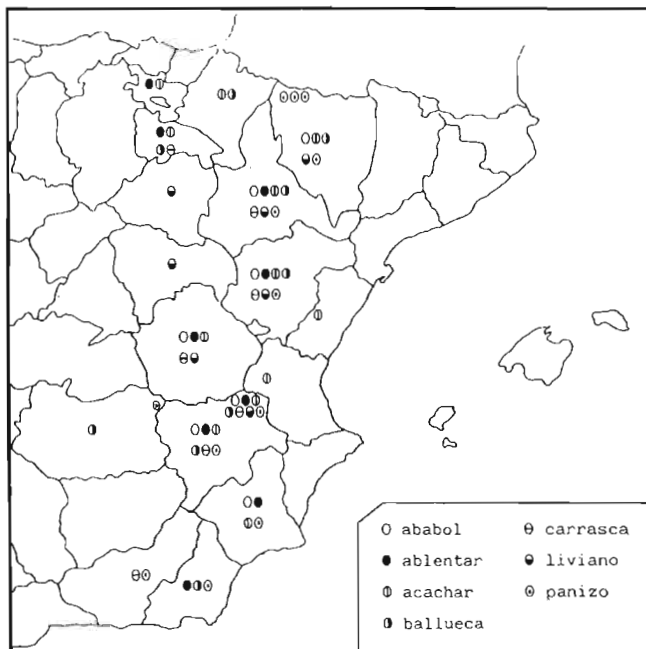 ababol
carrasca
ablentar
liviano
acachar
panizo
ballueca